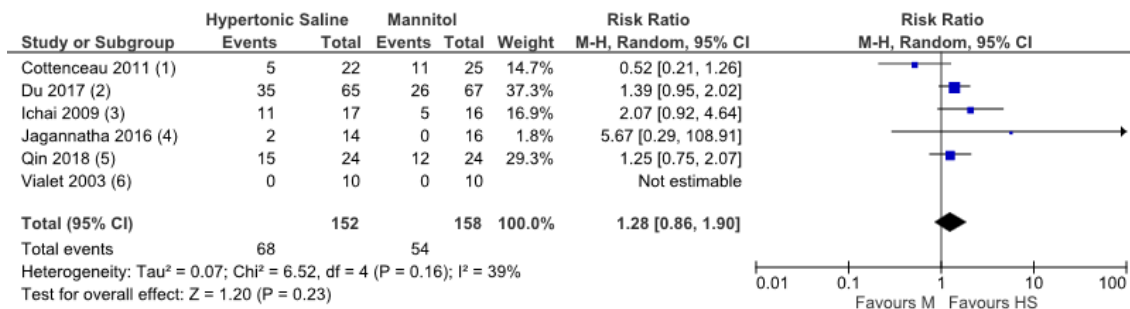 Hypertonic Saline Mannitol Risk Ratio Risk Ratio
Study or Subgroup Events Total Events Total Weight M-H, Random, 95% CI M-H, Random, 95% CI
Cottenceau 2011 (1) 5 22 11 25 14.7% 0.52 [0.21, 1.26]
Du 2017 (2) 35 65 26 67 37.3% 1.39 [0.95, 2.02]
Ichai 2009 (3) 11 17 5 16 16.9% 2.07 [0.92, 4.64]
Jagannatha 2016 (4) 2 14 0 16 1.8% 5.67 [0.29, 108.91]
Qin 2018 (5) 15 24 12 24 29.3% 1.25 [0.75, 2.07]
Vialet 2003 (6) 0 10 0 10 Not estimable
Total (95% CI) 152 158 100.0% 1.28 [0.86, 1.90]
Total events 68 54
Heterogeneity: Tau² = 0.07; Chi² = 6.52, df = 4 (P = 0.16); I² = 39%
Test for overall effect: Z = 1.20 (P = 0.23)
0.01 0.1 1 10 100
Favours M Favours HS